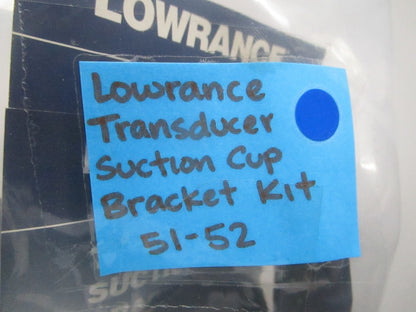 LOWRANCE
Lowrance
Transducer
Suction Cup
Bracket Kit
51-52